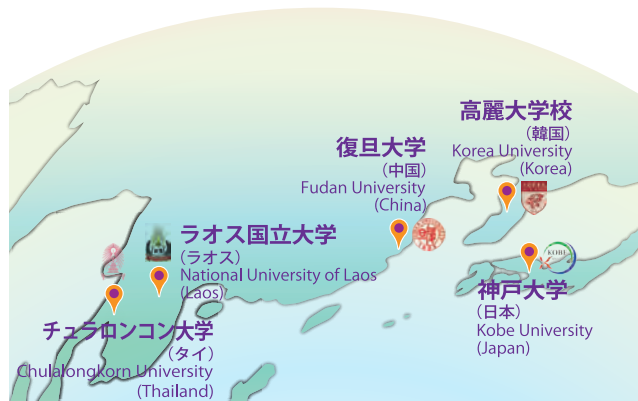 高麗大学校
（韓国）
Korea University
(Korea)
復旦大学
（中国）
Fudan University
(China)
ラオス国立大学
（ラオス）
National University of Laos
(Laos)
KOBE
神戸大学
（日本）
Kobe University
(Japan)
チュラロンコン大学
（タイ）
Chulalongkorn University
(Thailand)